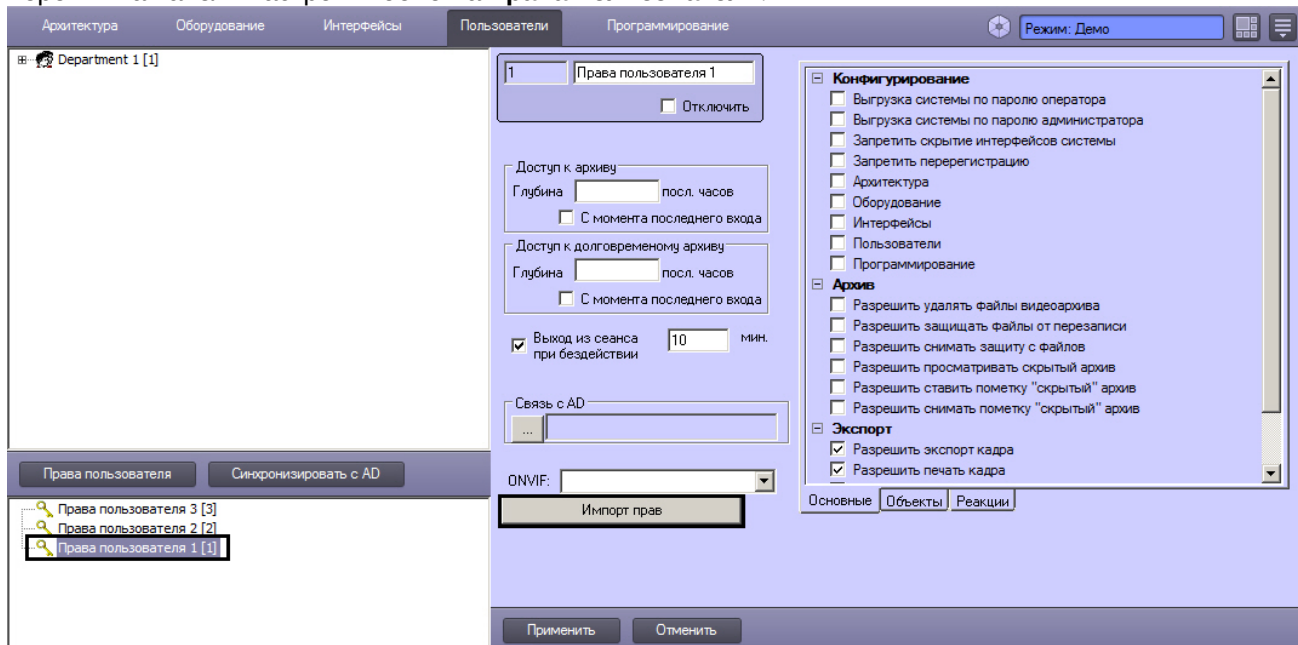 Архитектура Оборудование Интерфейсы Пользователи Программирование Режим: Демо
Department 1 [1]
Права пользователя
Синхронизировать с AD
Права пользователя 3 [3]
Права пользователя 2 [2]
Права пользователя 1 [1]
1 Права пользователя 1
Отключить
Доступ к архиву
Глубина посл. часов
С момента последнего входа
Доступ к долговременому архиву
Глубина посл. часов
С момента последнего входа
Выход из сеанса 10 мин.
при бездействии
Связь с AD
...
ONVIF:
Импорт прав
Конфигурирование
Выгрузка системы по паролю оператора
Выгрузка системы по паролю администратора
Запретить скрытие интерфейсов системы
Запретить перерегистрацию
Архитектура
Оборудование
Интерфейсы
Пользователи
Программирование
Архив
Разрешить удалять файлы видеоархива
Разрешить защищать файлы от перезаписи
Разрешить снимать защиту с файлов
Разрешить просматривать скрытый архив
Разрешить ставить пометку "скрытый" архив
Разрешить снимать пометку "скрытый" архив
Экспорт
Разрешить экспорт кадра
Разрешить печать кадра
Основные Объекты Реакции
Применить Отменить